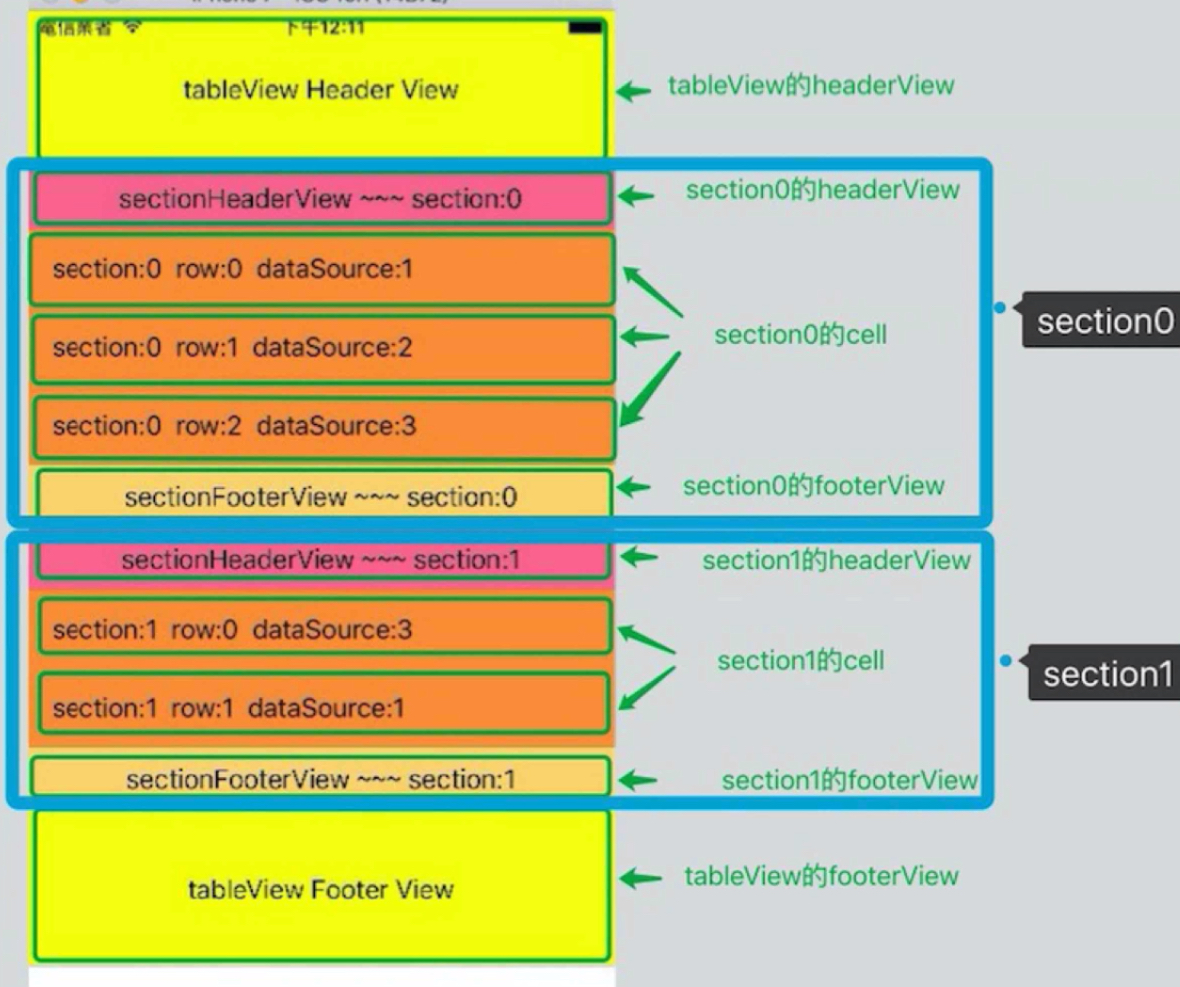 電信業者 下午12:11
tableView Header View
tableView的headerView
sectionHeaderView ~~~ section:0
section0的headerView
section:0 row:0 dataSource:1
section:0 row:1 dataSource:2
section0的cell
section0
section:0 row:2 dataSource:3
sectionFooterView ~~~ section:0
section0的footerView
sectionHeaderView ~~~ section:1
section1的headerView
section:1 row:0 dataSource:3
section1的cell
section1
section:1 row:1 dataSource:1
sectionFooterView ~~~ section:1
section1的footerView
tableView Footer View
tableView的footerView